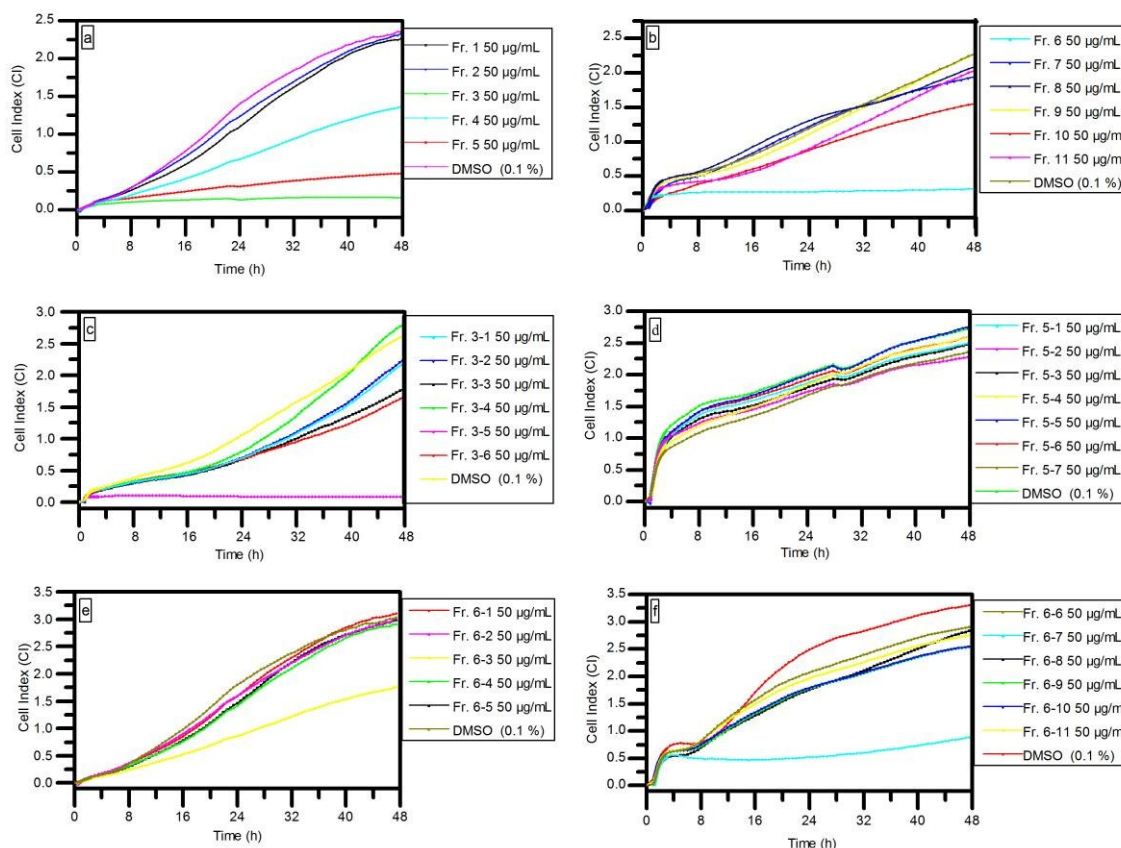 a
2.5
2.0
1.5
1.0
0.5
0.0
Cell Index (CI)
0 8 16 24 32 40 48
Time (h)
Fr. 1 50 µg/mL
Fr. 2 50 µg/mL
Fr. 3 50 µg/mL
Fr. 4 50 µg/mL
Fr. 5 50 µg/mL
DMSO (0.1 %)
b
2.5
2.0
1.5
1.0
0.5
0.0
Cell Index (CI)
0 8 16 24 32 40 48
Time (h)
Fr. 6 50 µg/mL
Fr. 7 50 µg/mL
Fr. 8 50 µg/mL
Fr. 9 50 µg/mL
Fr. 10 50 µg/mL
Fr. 11 50 µg/m
DMSO (0.1 %)
c
3.0
2.5
2.0
1.5
1.0
0.5
0.0
Cell Index (CI)
0 8 16 24 32 40 48
Time (h)
Fr. 3-1 50 µg/mL
Fr. 3-2 50 µg/mL
Fr. 3-3 50 µg/mL
Fr. 3-4 50 µg/mL
Fr. 3-5 50 µg/mL
Fr. 3-6 50 µg/mL
DMSO (0.1 %)
d
3.0
2.5
2.0
1.5
1.0
0.5
0.0
Cell Index (CI)
0 8 16 24 32 40 48
Time (h)
Fr. 5-1 50 µg/mL
Fr. 5-2 50 µg/mL
Fr. 5-3 50 µg/mL
Fr. 5-4 50 µg/mL
Fr. 5-5 50 µg/mL
Fr. 5-6 50 µg/mL
Fr. 5-7 50 µg/mL
DMSO (0.1 %)
e
3.5
3.0
2.5
2.0
1.5
1.0
0.5
0.0
Cell Index (CI)
0 8 16 24 32 40 48
Time (h)
Fr. 6-1 50 µg/mL
Fr. 6-2 50 µg/mL
Fr. 6-3 50 µg/mL
Fr. 6-4 50 µg/mL
Fr. 6-5 50 µg/mL
DMSO (0.1 %)
f
3.5
3.0
2.5
2.0
1.5
1.0
0.5
0.0
Cell Index (CI)
0 8 16 24 32 40 48
Time (h)
Fr. 6-6 50 µg/mL
Fr. 6-7 50 µg/mL
Fr. 6-8 50 µg/mL
Fr. 6-9 50 µg/mL
Fr. 6-10 50 µg/m
Fr. 6-11 50 µg/m
DMSO (0.1 %)